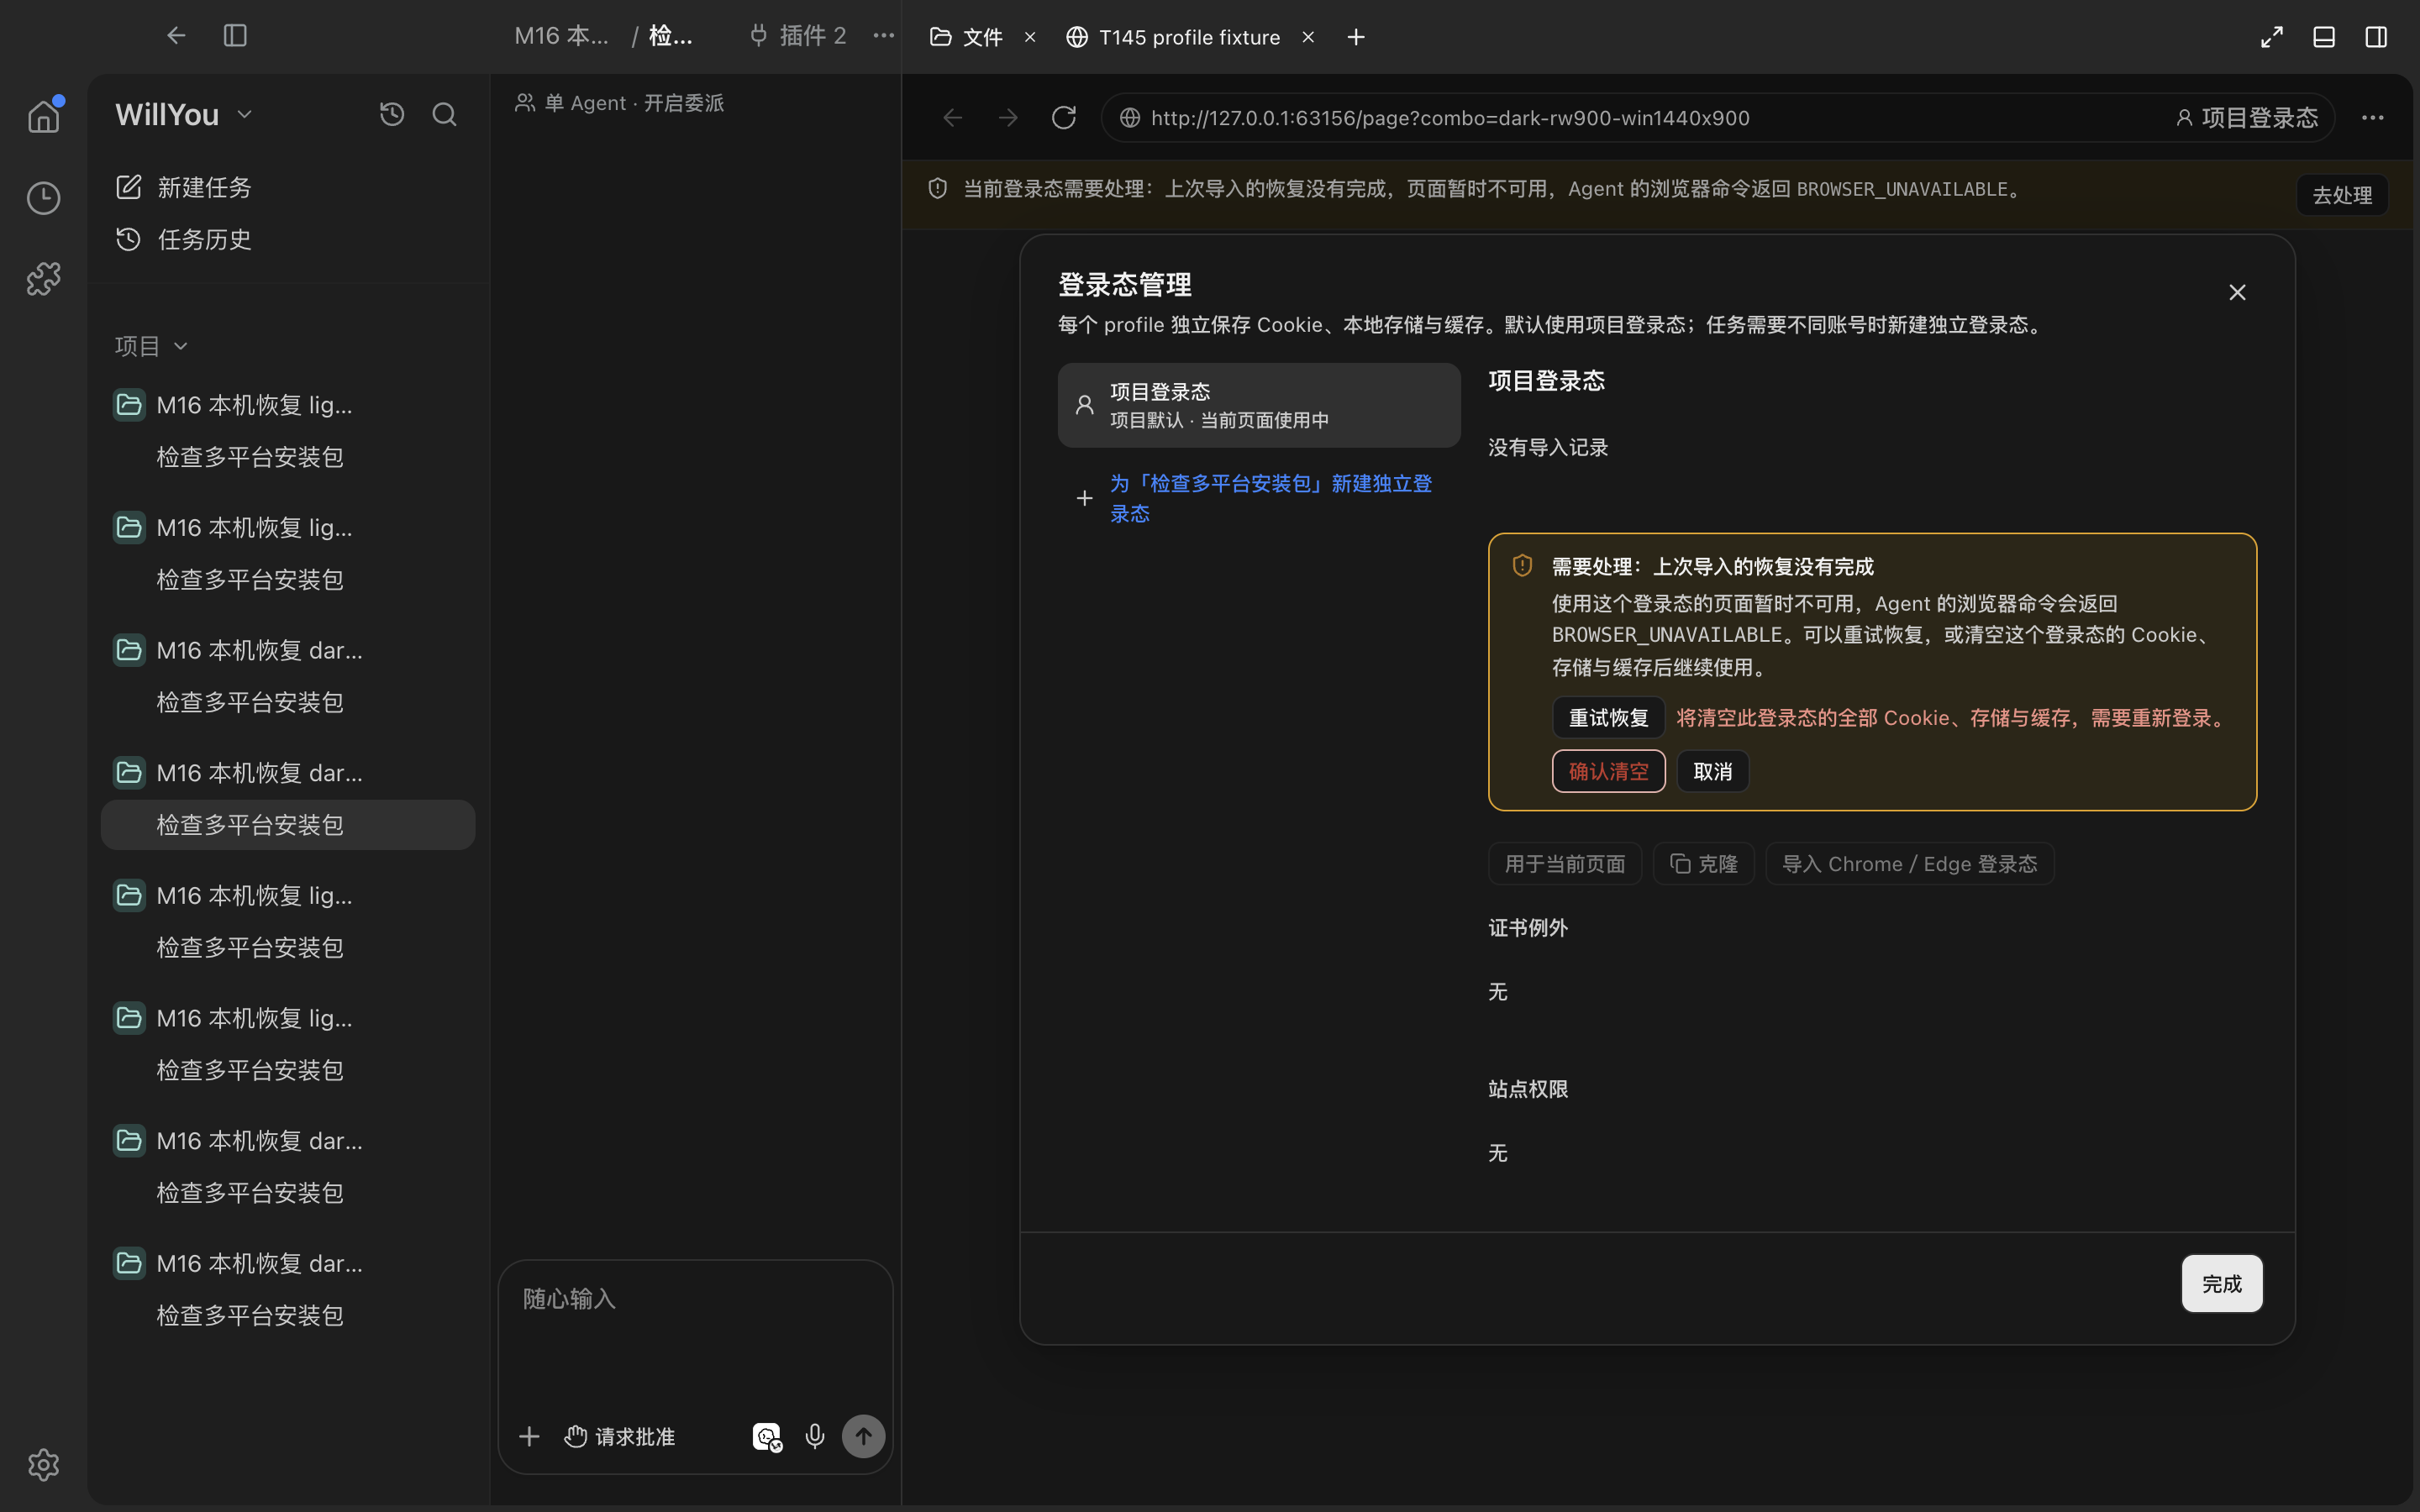 M16 本... / 检...
插件 2
文件
T145 profile fixture
WillYou
新建任务
任务历史
项目
M16 本机恢复 lig...
检查多平台安装包
M16 本机恢复 lig...
检查多平台安装包
M16 本机恢复 dar...
检查多平台安装包
M16 本机恢复 dar...
检查多平台安装包
M16 本机恢复 lig...
检查多平台安装包
M16 本机恢复 lig...
检查多平台安装包
M16 本机恢复 dar...
检查多平台安装包
M16 本机恢复 dar...
检查多平台安装包
单 Agent · 开启委派
随心输入
请求批准
http://127.0.0.1:63156/page?combo=dark-rw900-win1440x900
项目登录态
当前登录态需要处理：上次导入的恢复没有完成，页面暂时不可用，Agent 的浏览器命令返回 BROWSER_UNAVAILABLE。
去处理
登录态管理
每个 profile 独立保存 Cookie、本地存储与缓存。默认使用项目登录态；任务需要不同账号时新建独立登录态。
项目登录态
项目默认 · 当前页面使用中
为「检查多平台安装包」新建独立登
录态
项目登录态
没有导入记录
需要处理：上次导入的恢复没有完成
使用这个登录态的页面暂时不可用，Agent 的浏览器命令会返回
BROWSER_UNAVAILABLE。可以重试恢复，或清空这个登录态的 Cookie、
存储与缓存后继续使用。
重试恢复
将清空此登录态的全部 Cookie、存储与缓存，需要重新登录。
确认清空
取消
用于当前页面
克隆
导入 Chrome / Edge 登录态
证书例外
无
站点权限
无
完成